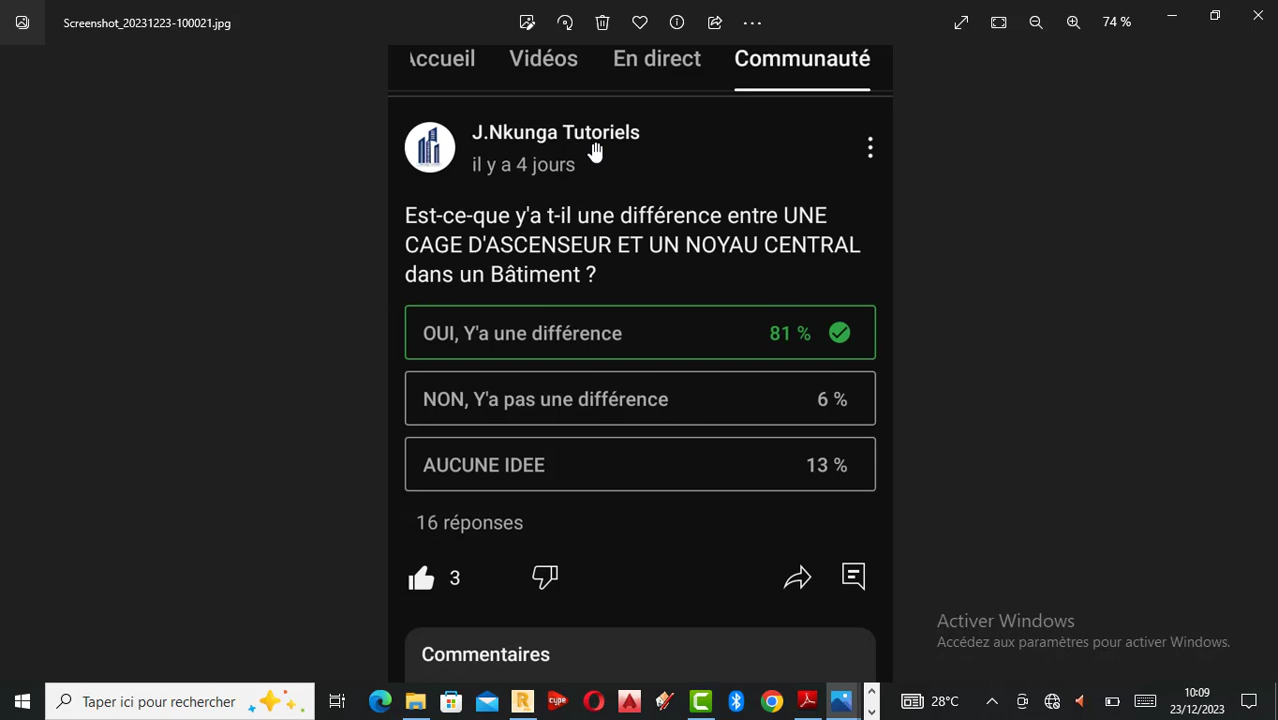 Screenshot_20231223-100021.jpg
74 %
Accueil Vidéos En direct Communauté
J.Nkunga Tutoriels
il y a 4 jours
Est-ce-que y'a t-il une différence entre UNE
CAGE D'ASCENSEUR ET UN NOYAU CENTRAL
dans un Bâtiment ?
OUI, Y'a une différence 81 %
NON, Y'a pas une différence 6 %
AUCUNE IDEE 13 %
16 réponses
3
Commentaires
Activer Windows
Accédez aux paramètres pour activer Windows.
Taper ici pour rechercher
28°C
10:09
23/12/2023